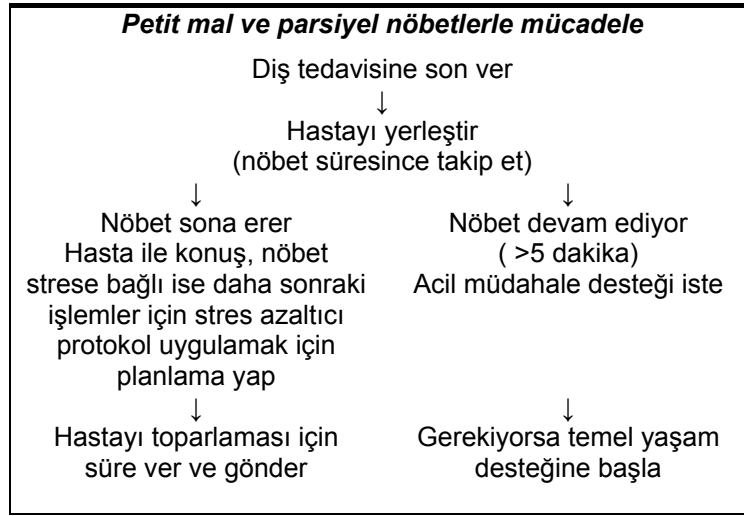 Petit mal ve parsiyel nöbetlerle mücadele
Diş tedavisine son ver
↓
Hastayı yerleştir
(nöbet süresince takip et)
↓
Nöbet sona erer
Hasta ile konuş, nöbet
strese bağlı ise daha sonraki
işlemler için stres azaltıcı
protokol uygulamak için
planlama yap
↓
Hastayı toparlaması için
süre ver ve gönder
↓
Nöbet devam ediyor
( >5 dakika)
Acil müdahale desteği iste
↓
Gerekiyorsa temel yaşam
desteğine başla